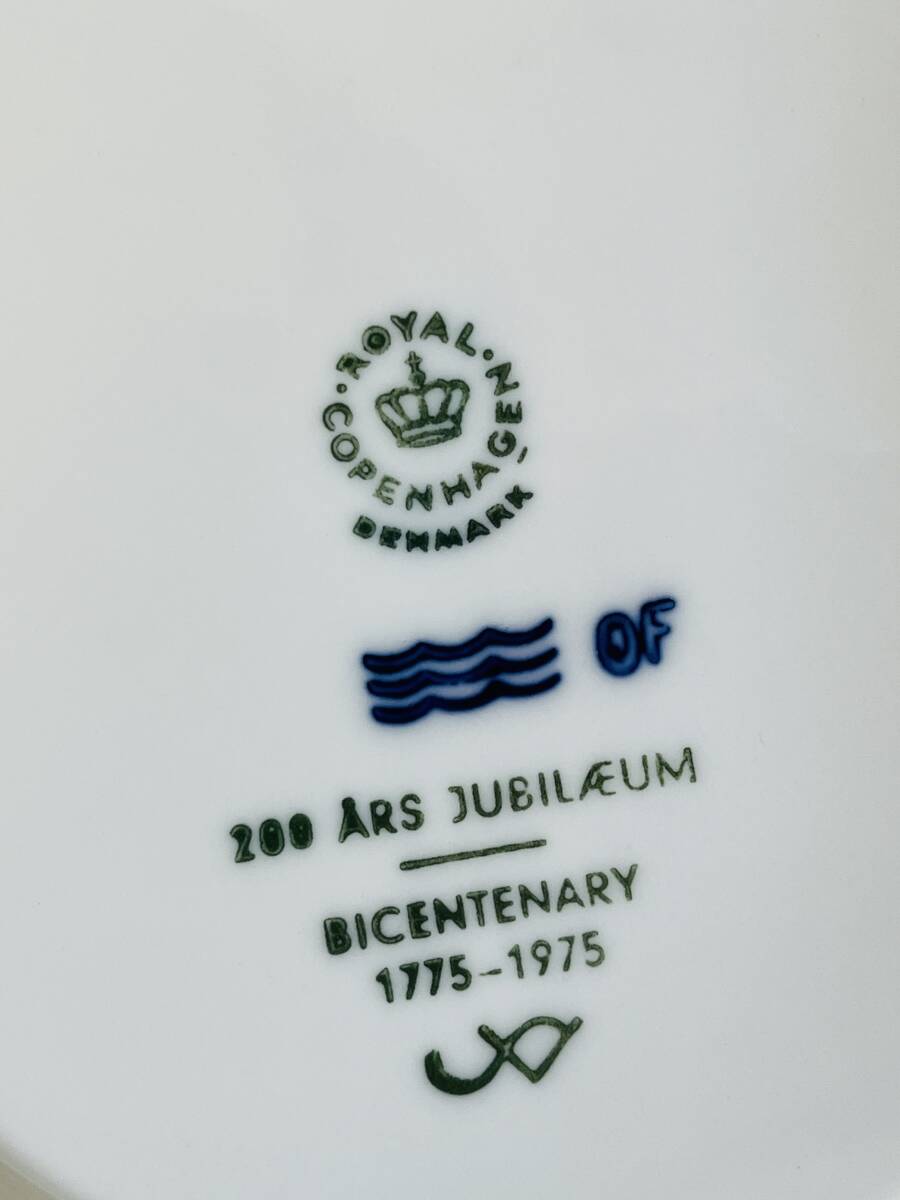 ROYAL
COPENHAGEN
DENMARK
OF
200 ÅRS JUBILÆUM
BICENTENARY
1775-1975